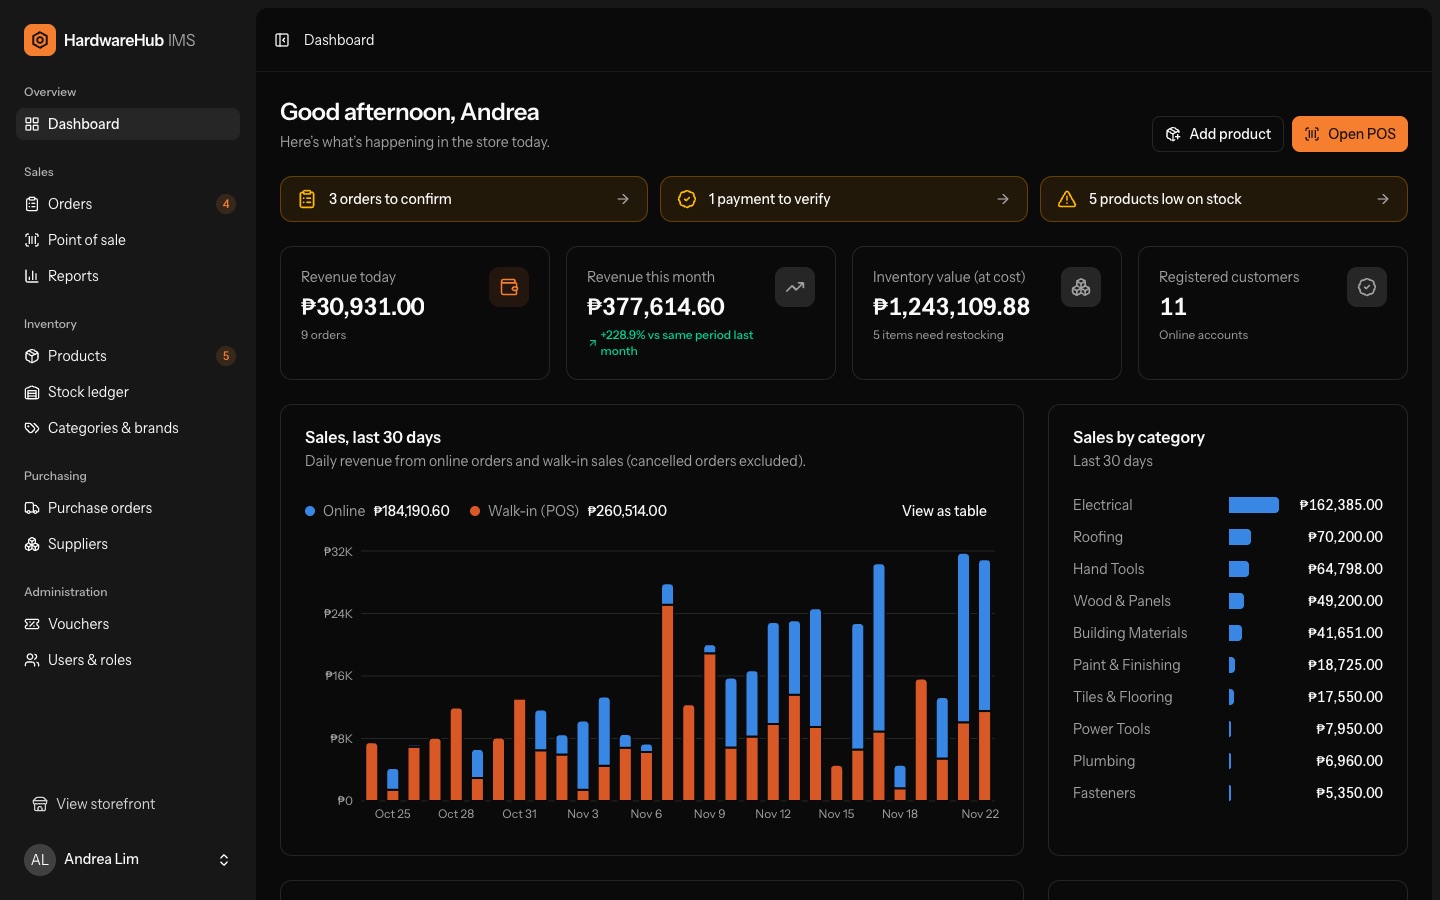 HardwareHub IMS
Overview
Dashboard
Sales
Orders 4
Point of sale
Reports
Inventory
Products 5
Stock ledger
Categories & brands
Purchasing
Purchase orders
Suppliers
Administration
Vouchers
Users & roles
View storefront
AL Andrea Lim
Dashboard
Good afternoon, Andrea
Here's what's happening in the store today.
Add product
Open POS
3 orders to confirm
1 payment to verify
5 products low on stock
Revenue today
₱30,931.00
9 orders
Revenue this month
₱377,614.60
+228.9% vs same period last
month
Inventory value (at cost)
₱1,243,109.88
5 items need restocking
Registered customers
11
Online accounts
Sales, last 30 days
Daily revenue from online orders and walk-in sales (cancelled orders excluded).
Online ₱184,190.60 Walk-in (POS) ₱260,514.00 View as table
₱32K
₱24K
₱16K
₱8K
₱0
Oct 25 Oct 28 Oct 31 Nov 3 Nov 6 Nov 9 Nov 12 Nov 15 Nov 18 Nov 22
Sales by category
Last 30 days
Electrical ₱162,385.00
Roofing ₱70,200.00
Hand Tools ₱64,798.00
Wood & Panels ₱49,200.00
Building Materials ₱41,651.00
Paint & Finishing ₱18,725.00
Tiles & Flooring ₱17,550.00
Power Tools ₱7,950.00
Plumbing ₱6,960.00
Fasteners ₱5,350.00